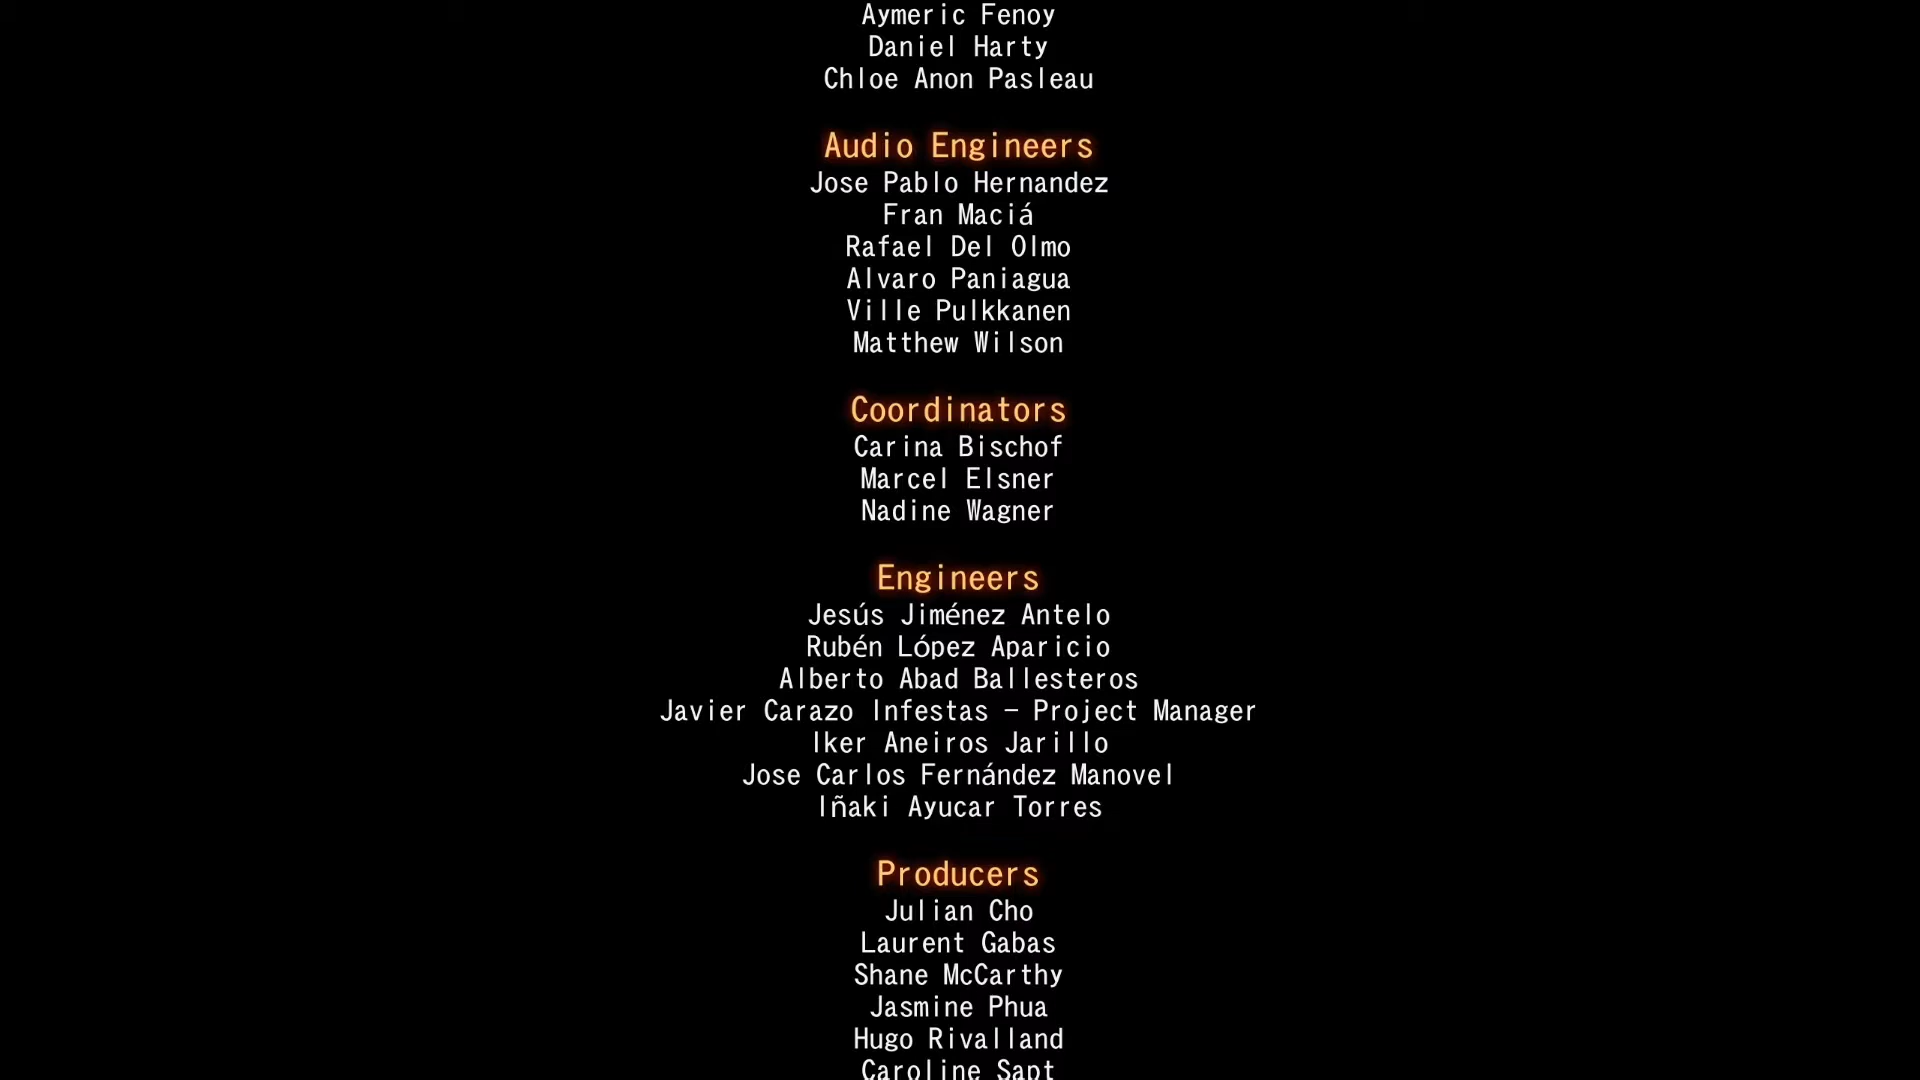 Aymeric Fenoy
Daniel Harty
Chloe Anon Pasleau
Audio Engineers
Jose Pablo Hernandez
Fran Maciá
Rafael Del Olmo
Alvaro Paniagua
Ville Pulkkanen
Matthew Wilson
Coordinators
Carina Bischof
Marcel Elsner
Nadine Wagner
Engineers
Jesús Jiménez Antelo
Rubén López Aparicio
Alberto Abad Ballesteros
Javier Carazo Infestas – Project Manager
Iker Aneiros Jarillo
Jose Carlos Fernández Manovel
Iñaki Ayucar Torres
Producers
Julian Cho
Laurent Gabas
Shane McCarthy
Jasmine Phua
Hugo Rivalland
Caroline Sapt